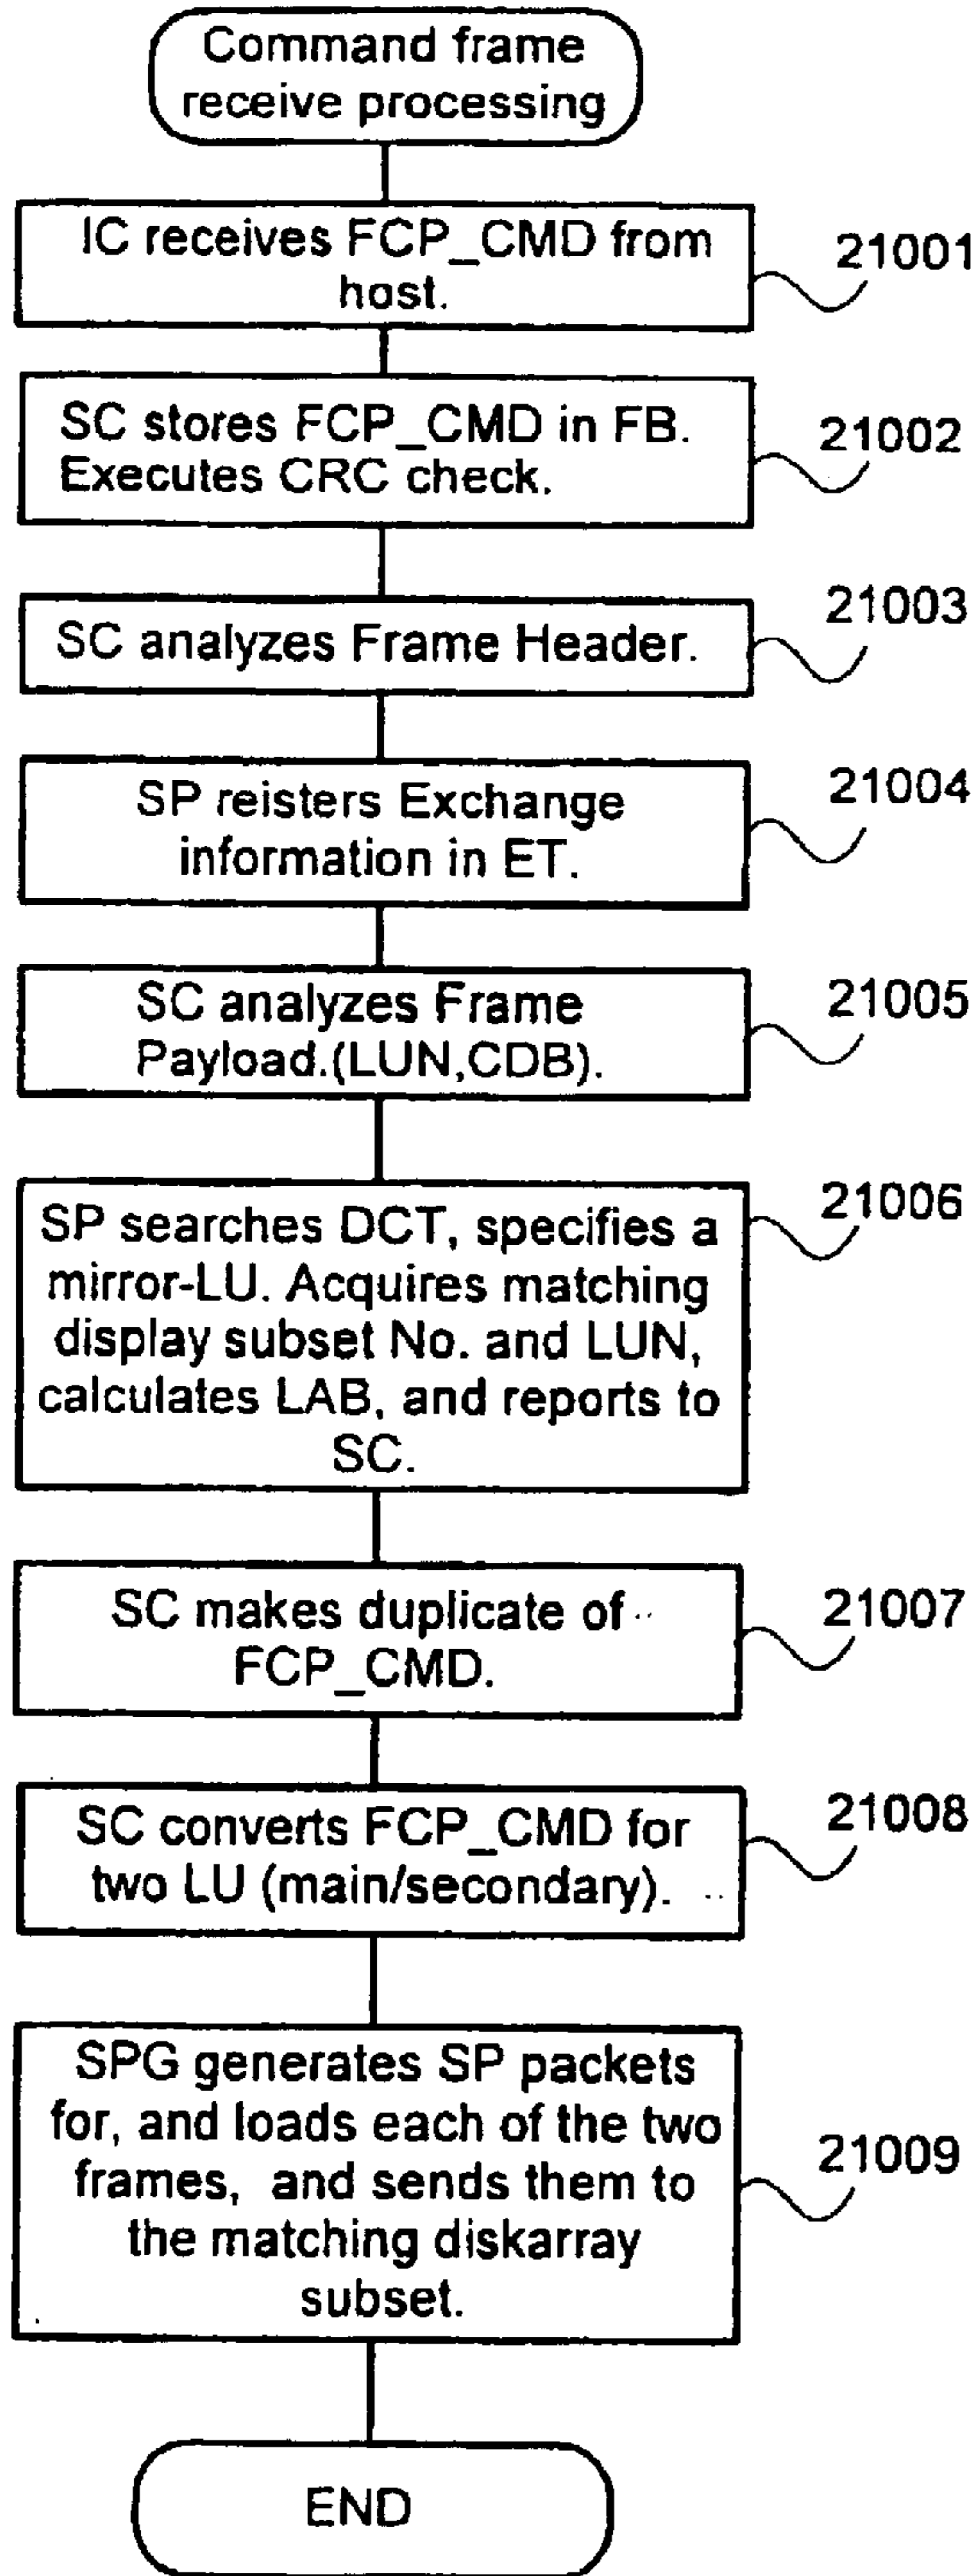 Command frame
receive processing
IC receives FCP_CMD from
host.
21001
SC stores FCP_CMD in FB.
Executes CRC check.
21002
SC analyzes Frame Header.
21003
SP reisters Exchange
information in ET.
21004
SC analyzes Frame
Payload.(LUN,CDB).
21005
SP searches DCT, specifies a
mirror-LU. Acquires matching
display subset No. and LUN,
calculates LAB, and reports to
SC.
21006
SC makes duplicate of
FCP_CMD.
21007
SC converts FCP_CMD for
two LU (main/secondary).
21008
SPG generates SP packets
for, and loads each of the two
frames, and sends them to
the matching diskarray
subset.
21009
END